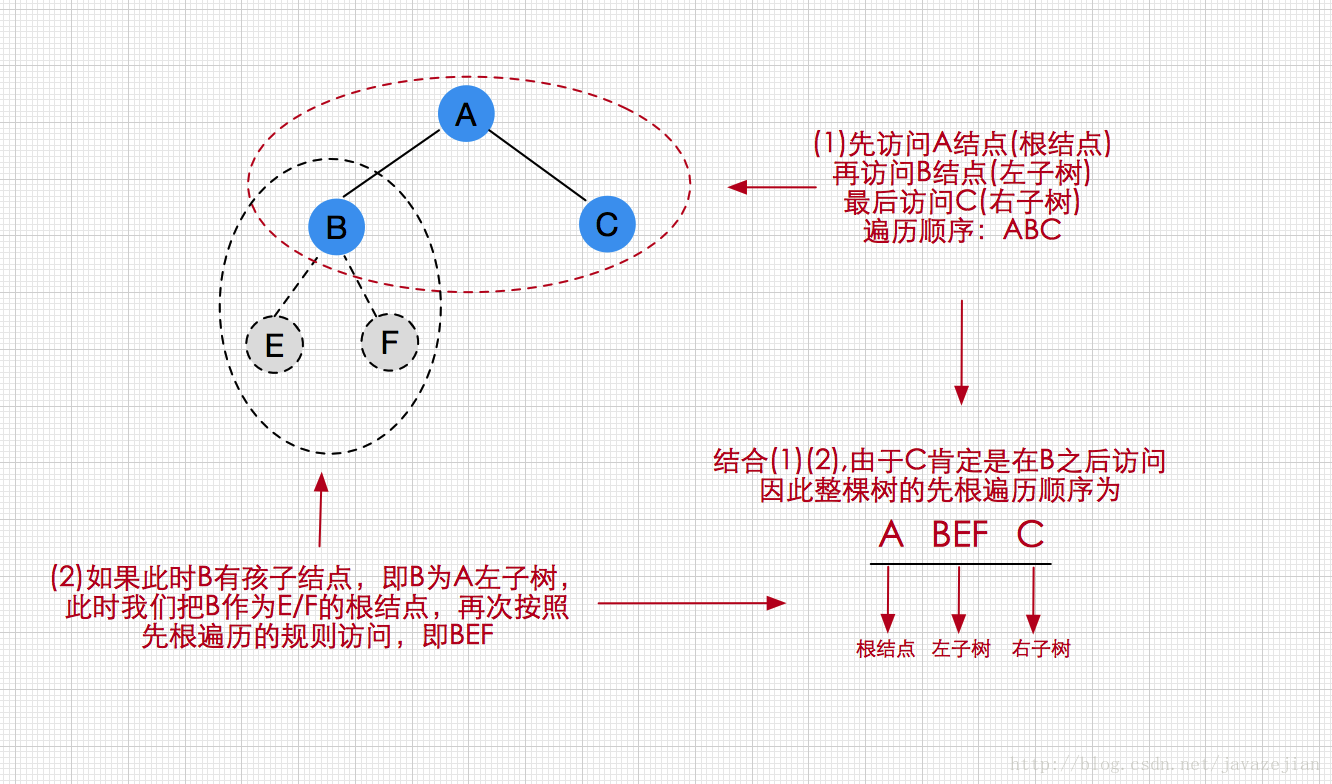 A
B
C
E
F
(1)先访问A结点(根结点)
再访问B结点(左子树)
最后访问C(右子树)
遍历顺序：ABC
结合(1)(2),由于C肯定是在B之后访问
因此整棵树的先根遍历顺序为
A BEF C
根结点 左子树 右子树
(2)如果此时B有孩子结点，即B为A左子树，
此时我们把B作为E/F的根结点，再次按照
先根遍历的规则访问，即BEF
http://blog.csdn.net/javazejian